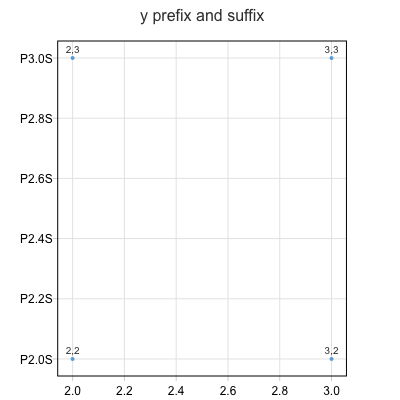 y prefix and suffix
2,3 3,3
P3.0S
P2.8S
P2.6S
P2.4S
P2.2S
2,2 3,2
P2.0S
2.0 2.2 2.4 2.6 2.8 3.0